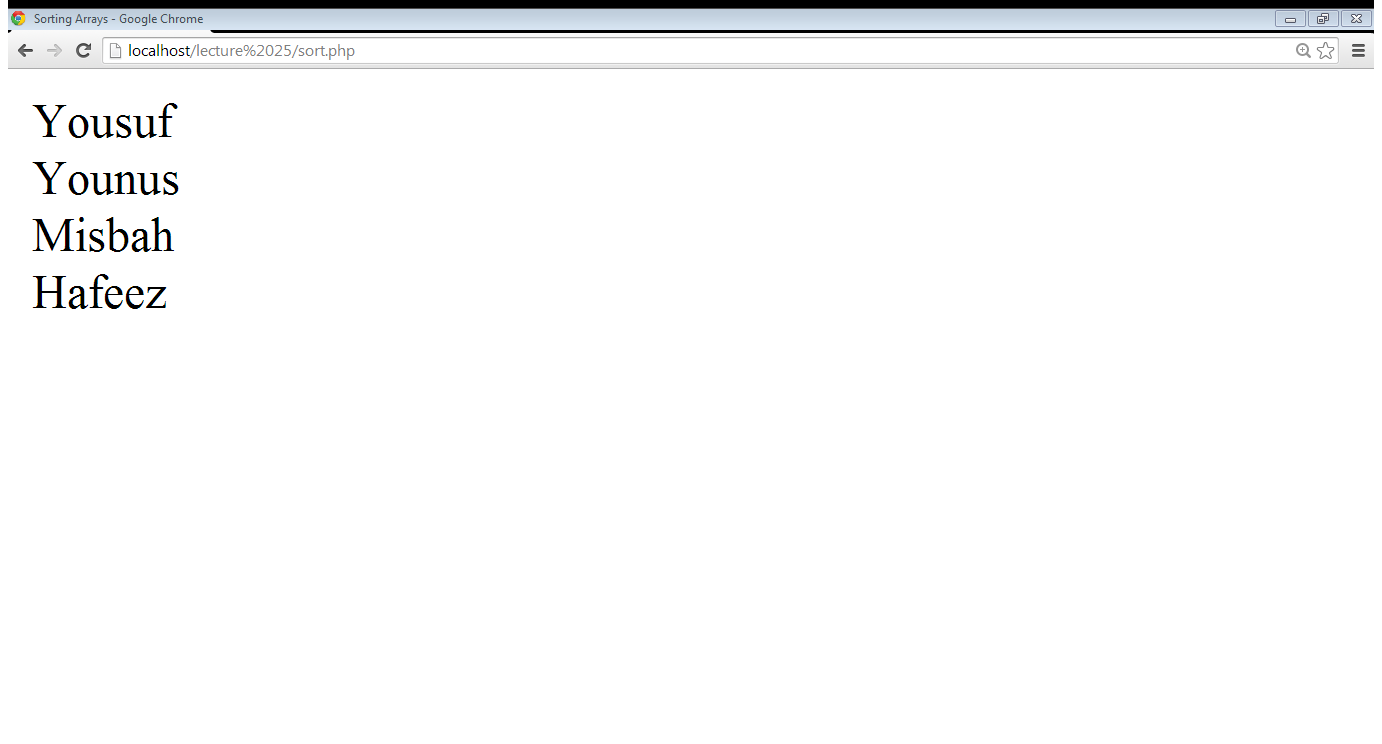 Sorting Arrays - Google Chrome
localhost/lecture%2025/sort.php
Yousuf
Younus
Misbah
Hafeez